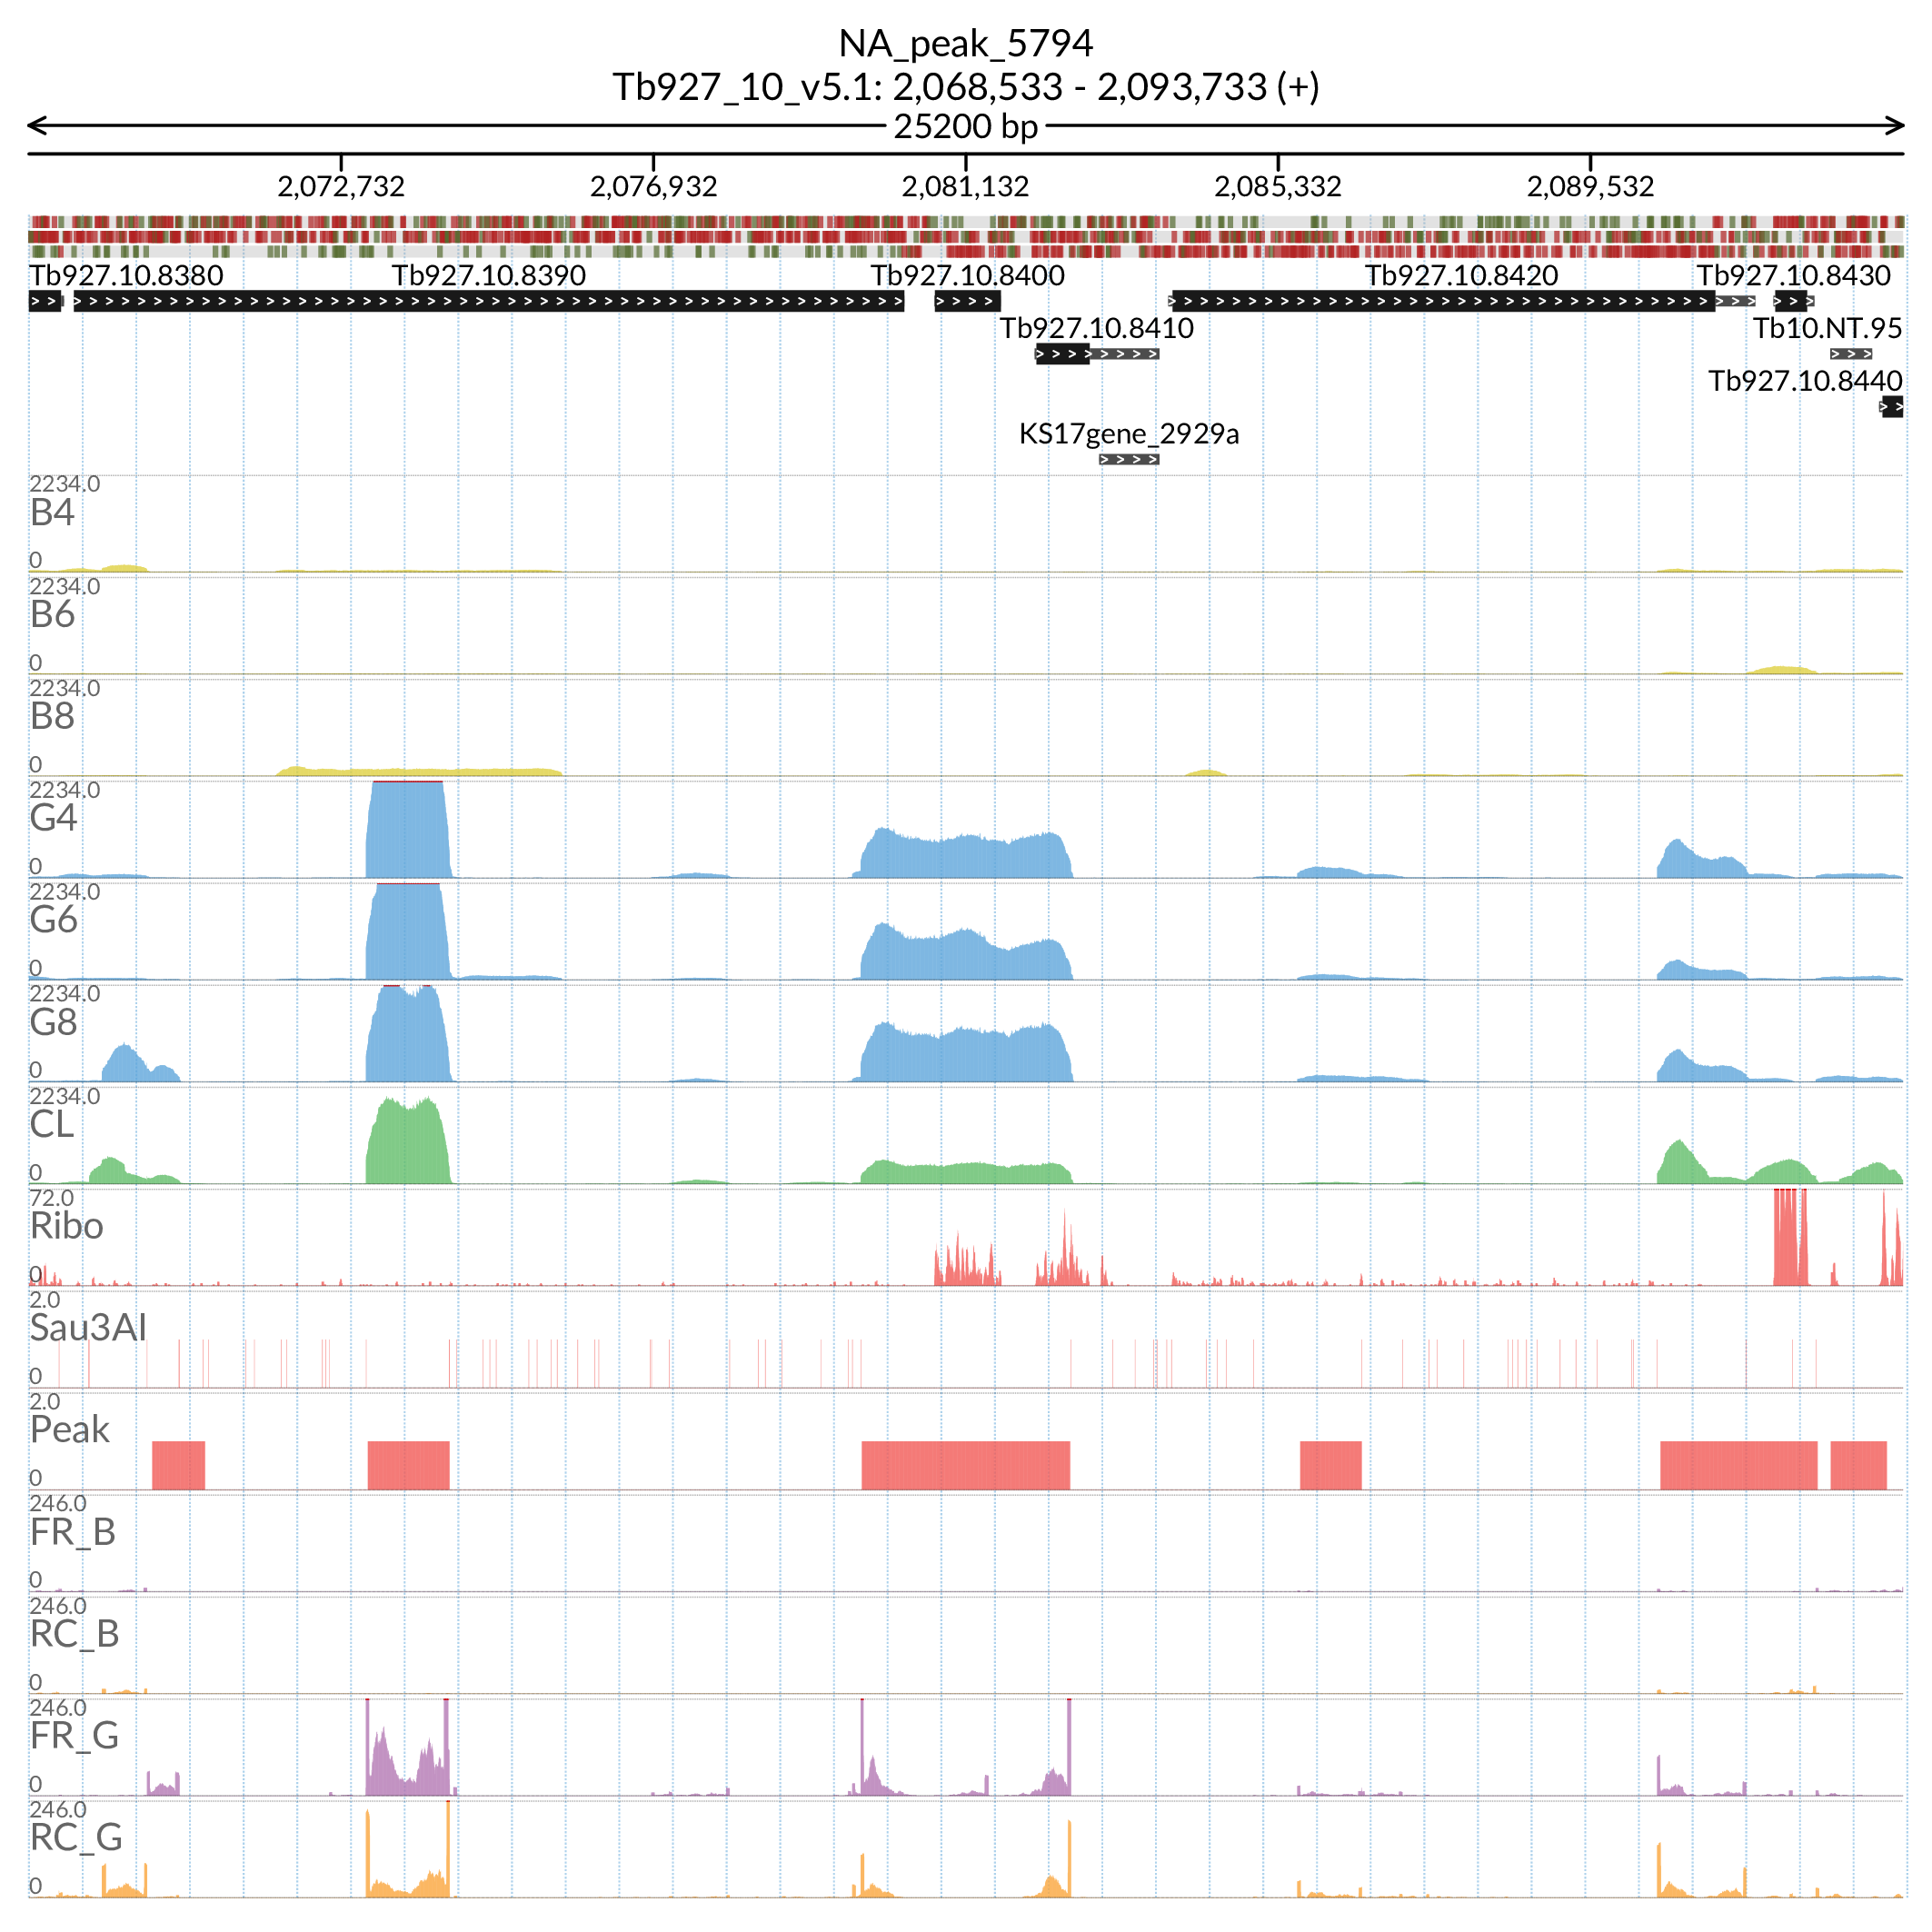 NA_peak_5794
Tb927_10_v5.1: 2,068,533 - 2,093,733 (+)
25200 bp
2,072,732 2,076,932 2,081,132 2,085,332 2,089,532
Tb927.10.8380 Tb927.10.8390 Tb927.10.8400 Tb927.10.8420 Tb927.10.8430
Tb927.10.8410 Tb10.NT.95
Tb927.10.8440
KS17gene_2929a
2234.0
B4
0
2234.0
B6
0
2234.0
B8
0
2234.0
G4
0
2234.0
G6
0
2234.0
G8
0
2234.0
CL
0
72.0
Ribo
0
2.0
Sau3AI
0
2.0
Peak
0
246.0
FR_B
0
246.0
RC_B
0
246.0
FR_G
0
246.0
RC_G
0